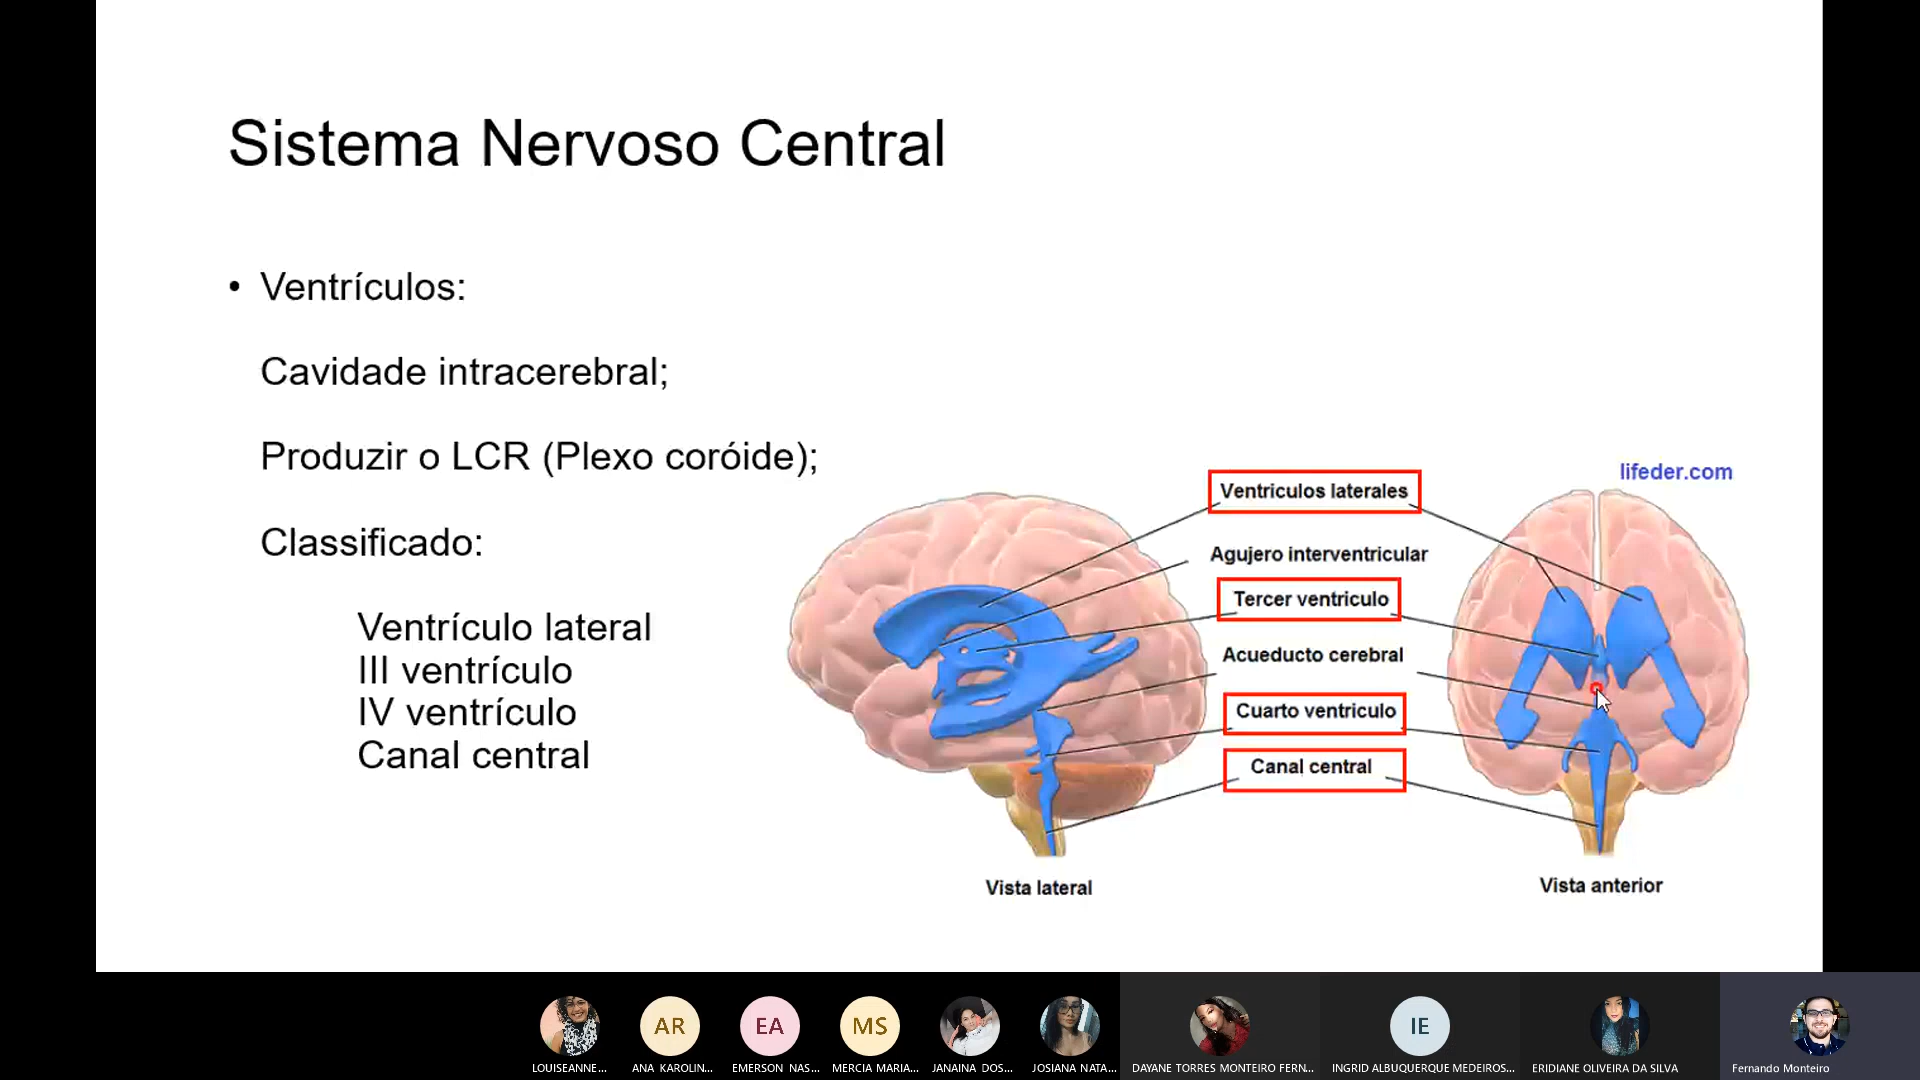 Sistema Nervoso Central
• Ventrículos:
Cavidade intracerebral;
Produzir o LCR (Plexo coróide);
Classificado:
Ventrículo lateral
III ventrículo
IV ventrículo
Canal central
lifeder.com
Ventriculos laterales
Agujero interventricular
Tercer ventriculo
Acueducto cerebral
Cuarto ventriculo
Canal central
Vista lateral
Vista anterior
AR
EA
MS
IE
LOUISEANNE...
ANA KAROLIN...
EMERSON NAS...
MERCIA MARIA...
JANAINA DOS...
JOSIANA NATA...
DAYANE TORRES MONTEIRO FERN...
INGRID ALBUQUERQUE MEDEIROS...
ERIDIANE OLIVEIRA DA SILVA
Fernando Monteiro